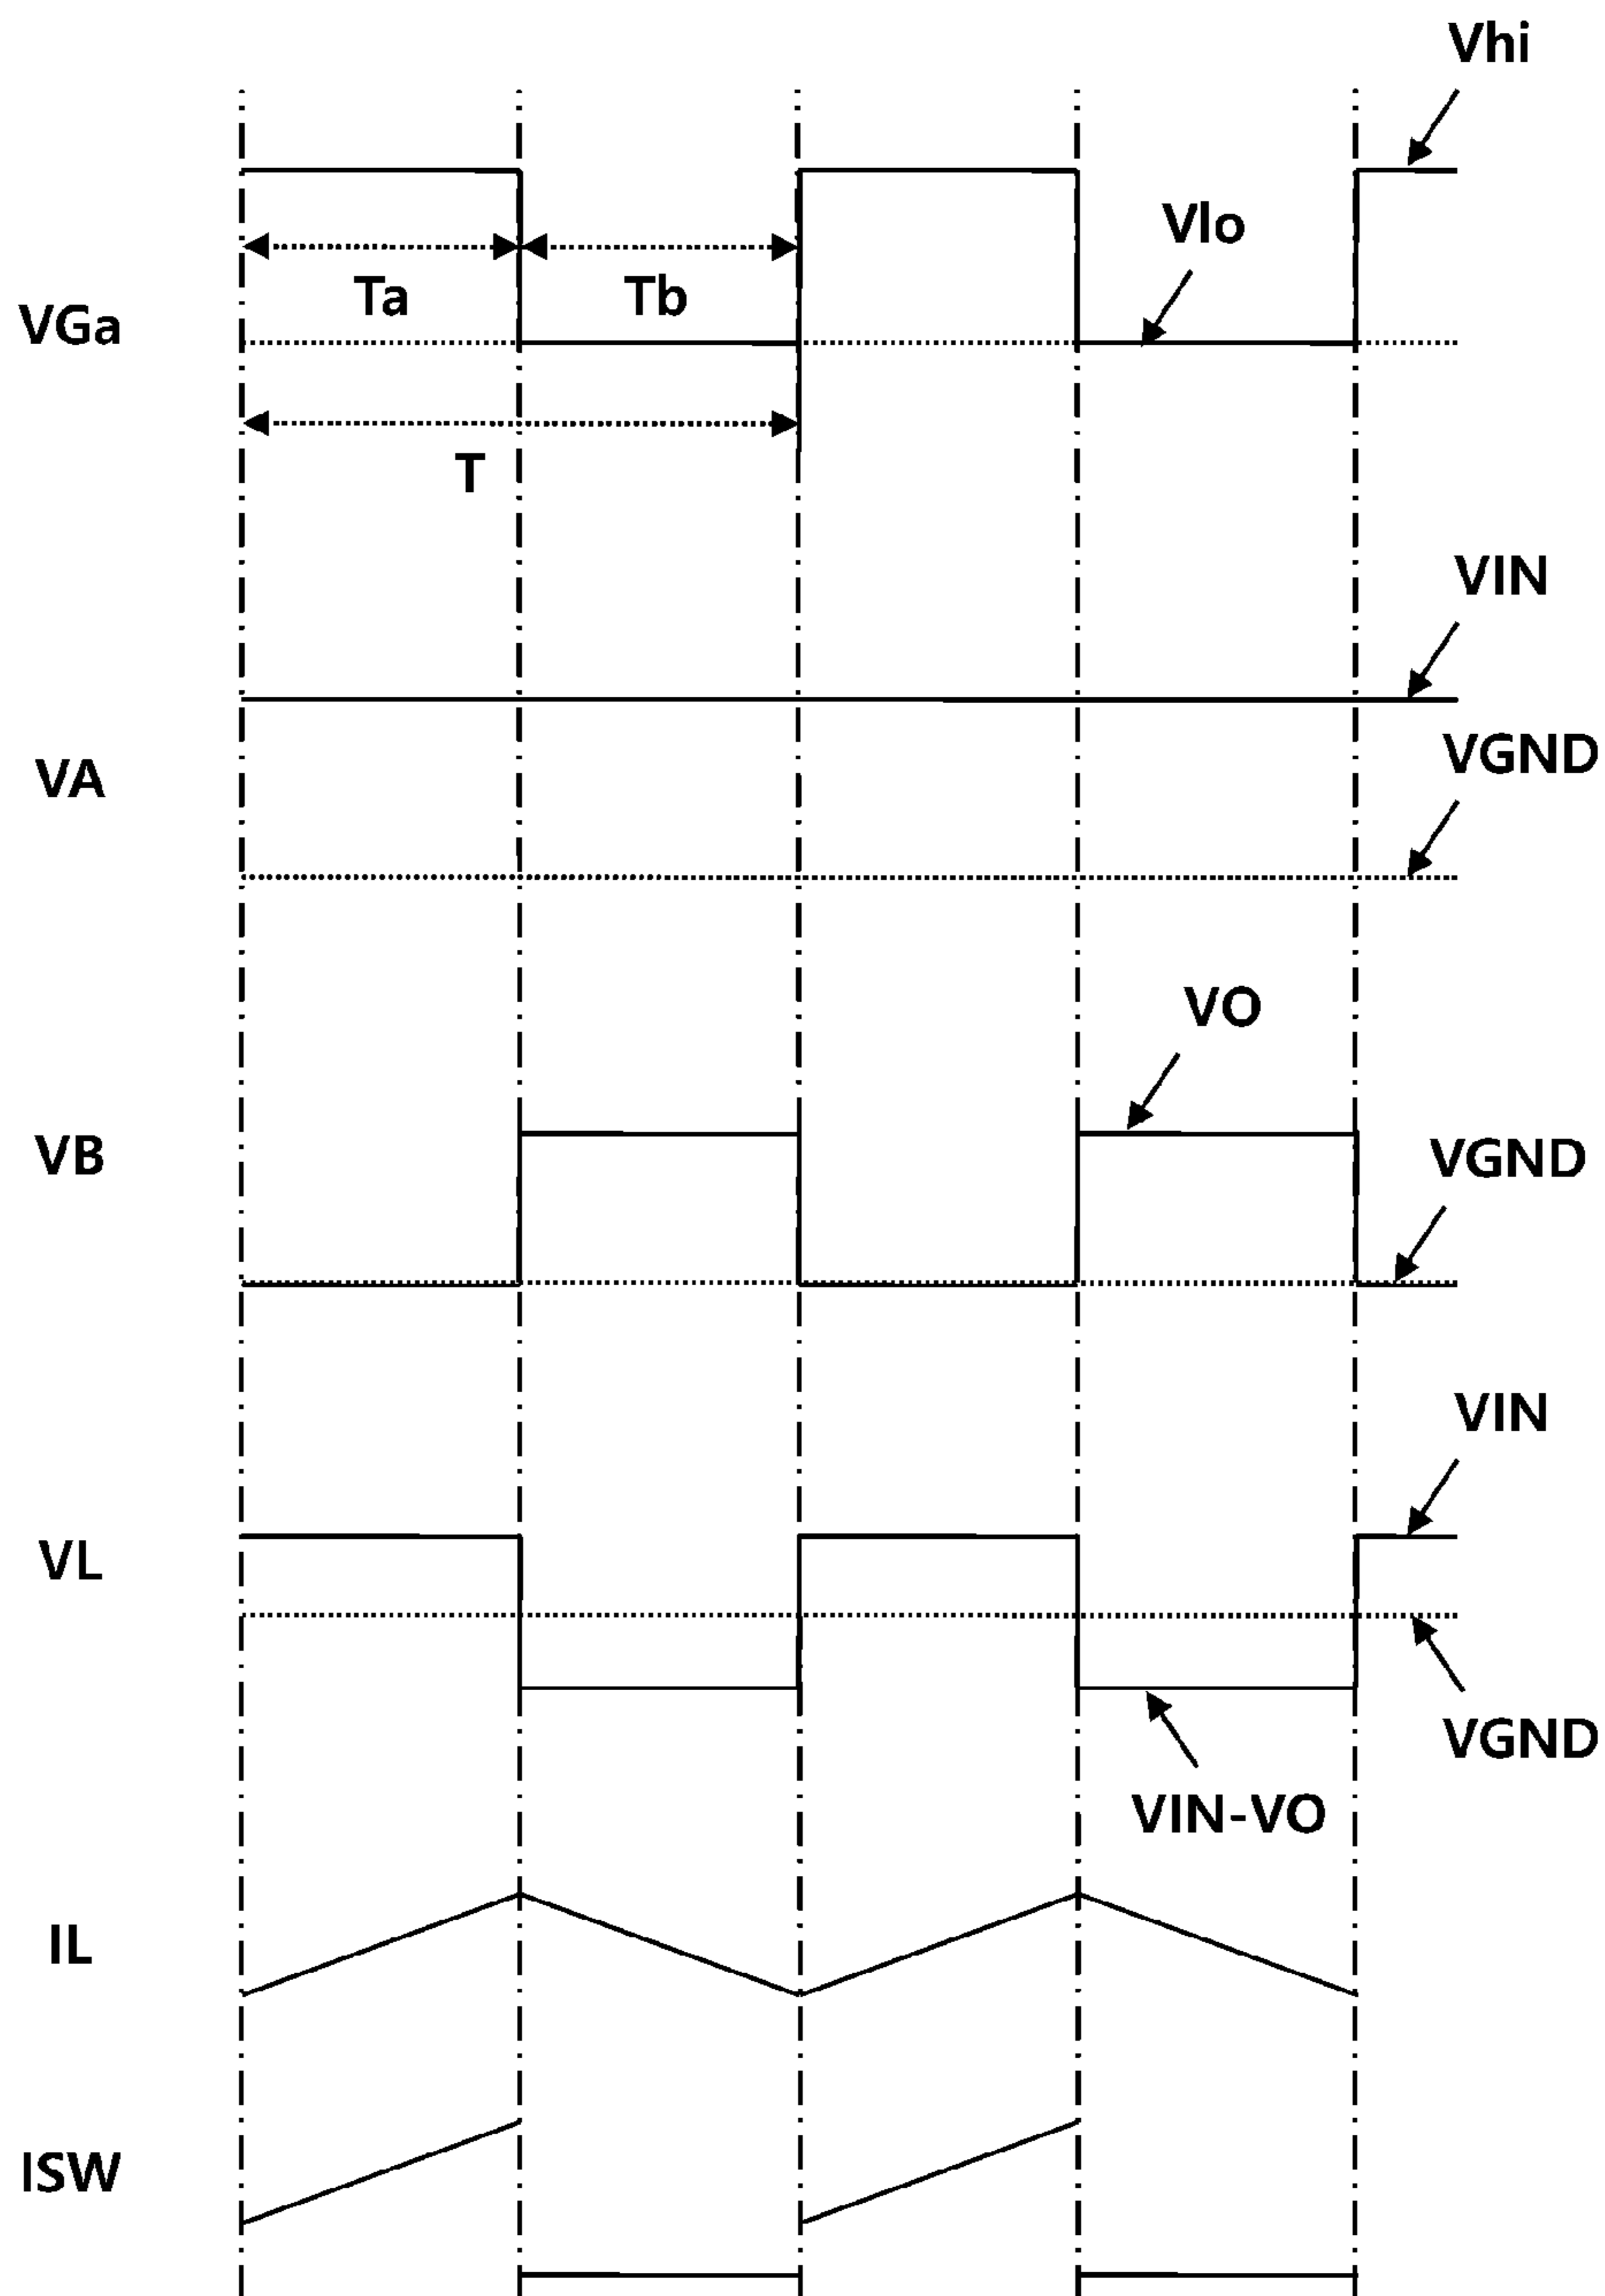 Vhi
Vlo
Ta
Tb
VGa
T
VIN
VGND
VA
VO
VB
VGND
VIN
VL
VGND
VIN-VO
IL
ISW